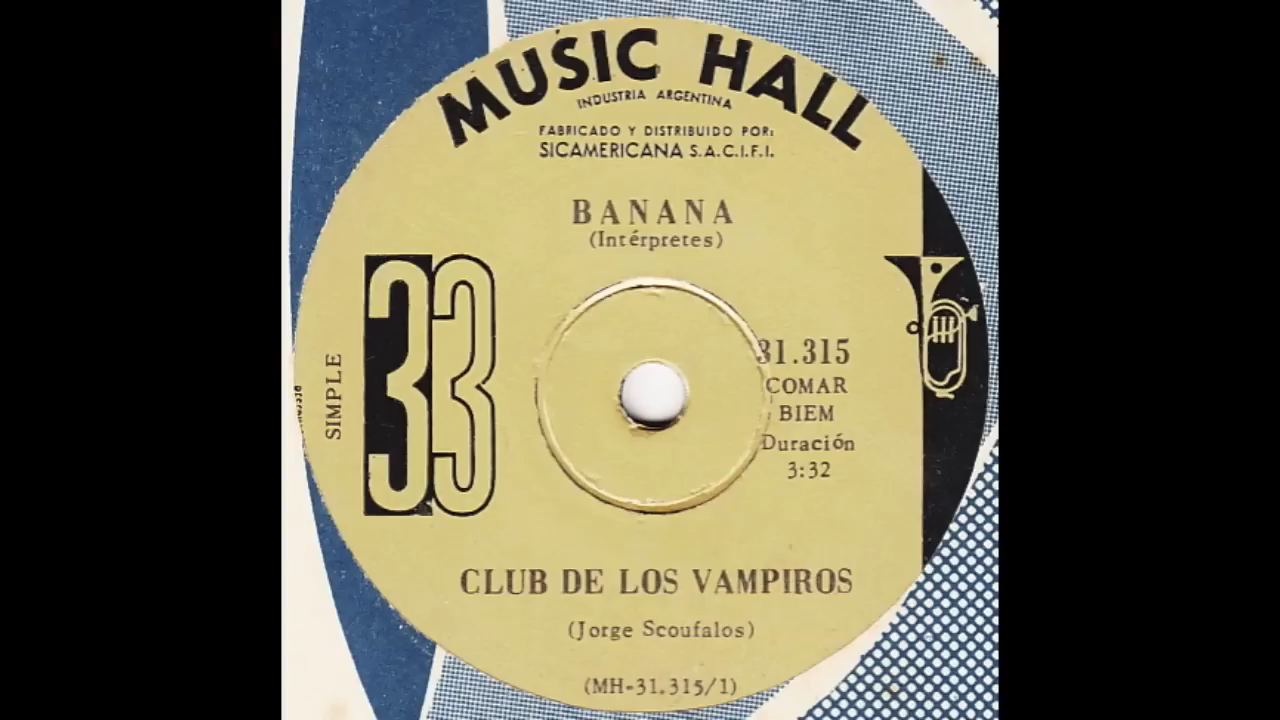 MUSIC HALL
INDUSTRIA ARGENTINA
FABRICADO Y DISTRIBUIDO POR:
SICAMERICANA S.A.C.I.F.I.
BANANA
(Intérpretes)
33
SIMPLE
31.315
COMAR
BIEM
Duración
3:32
CLUB DE LOS VAMPIROS
(Jorge Scoufalos)
(MH-31.315/1)